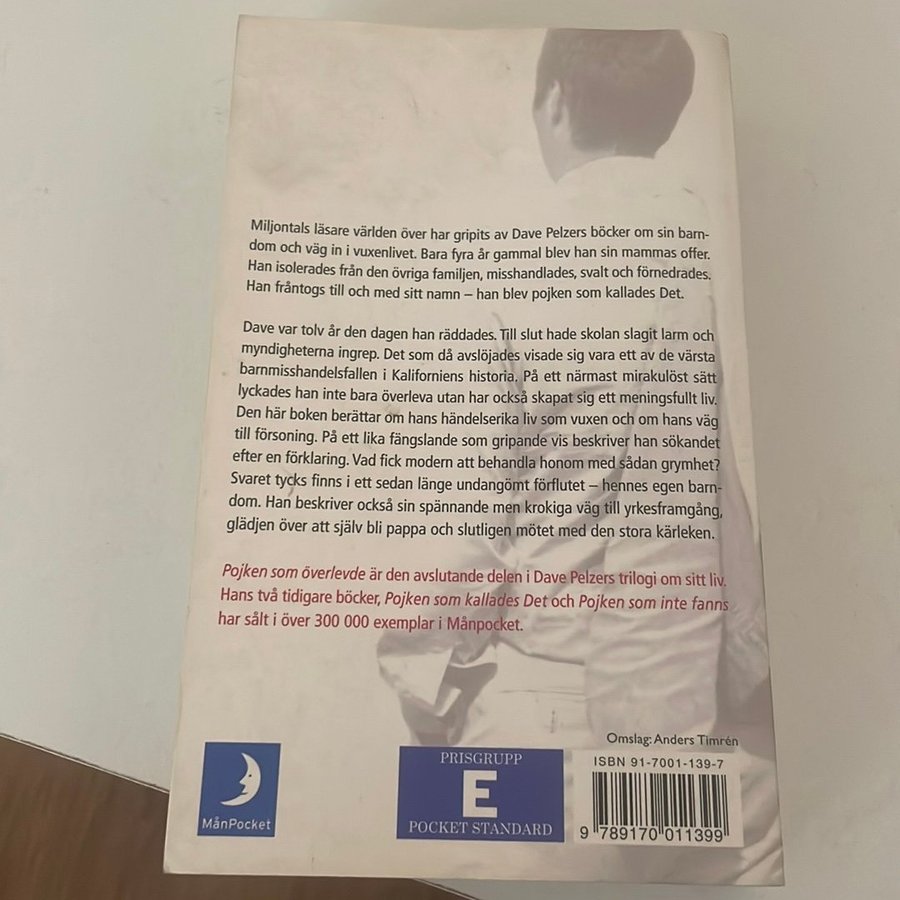 Miljontals läsare världen över har gripits av Dave Pelzers böcker om sin barn-
dom och väg in i vuxenlivet. Bara fyra år gammal blev han sin mammas offer.
Han isolerades från den övriga familjen, misshandlades, svalt och förnedrades.
Han fråntogs till och med sitt namn – han blev pojken som kallades Det.
Dave var tolv år den dagen han räddades. Till slut hade skolan slagit larm och
myndigheterna ingrep. Det som då avslöjades visade sig vara ett av de värsta
barnmisshandelsfallen i Kaliforniens historia. På ett närmast mirakulöst sätt
lyckades han inte bara överleva utan har också skapat sig ett meningsfullt liv.
Den här boken berättar om hans händelserika liv som vuxen och om hans väg
till försoning. På ett lika fängslande som gripande vis beskriver han sökandet
efter en förklaring. Vad fick modern att behandla honom med sådan grymhet?
Svaret tycks finns i ett sedan länge undangömt förflutet – hennes egen barn-
dom. Han beskriver också sin spännande men krokiga väg till yrkesframgång,
glädjen över att själv bli pappa och slutligen mötet med den stora kärleken.
Pojken som överlevde är den avslutande delen i Dave Pelzers trilogi om sitt liv.
Hans två tidigare böcker, Pojken som kallades Det och Pojken som inte fanns
har sålt i över 300 000 exemplar i Månpocket.
Omslag: Anders Timrén
MånPocket
PRISGRUPP
E
POCKET STANDARD
ISBN 91-7001-139-7
9 789170 011399